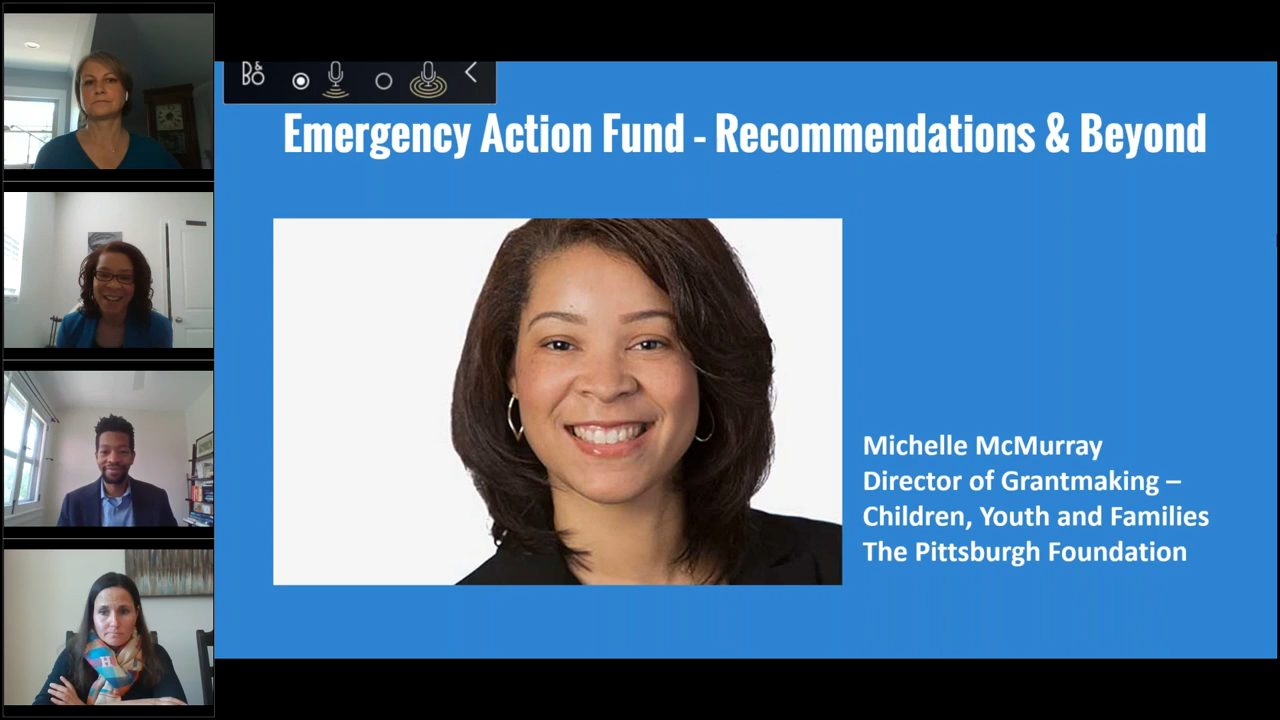 B&O
Emergency Action Fund - Recommendations & Beyond
Michelle McMurray
Director of Grantmaking –
Children, Youth and Families
The Pittsburgh Foundation
H